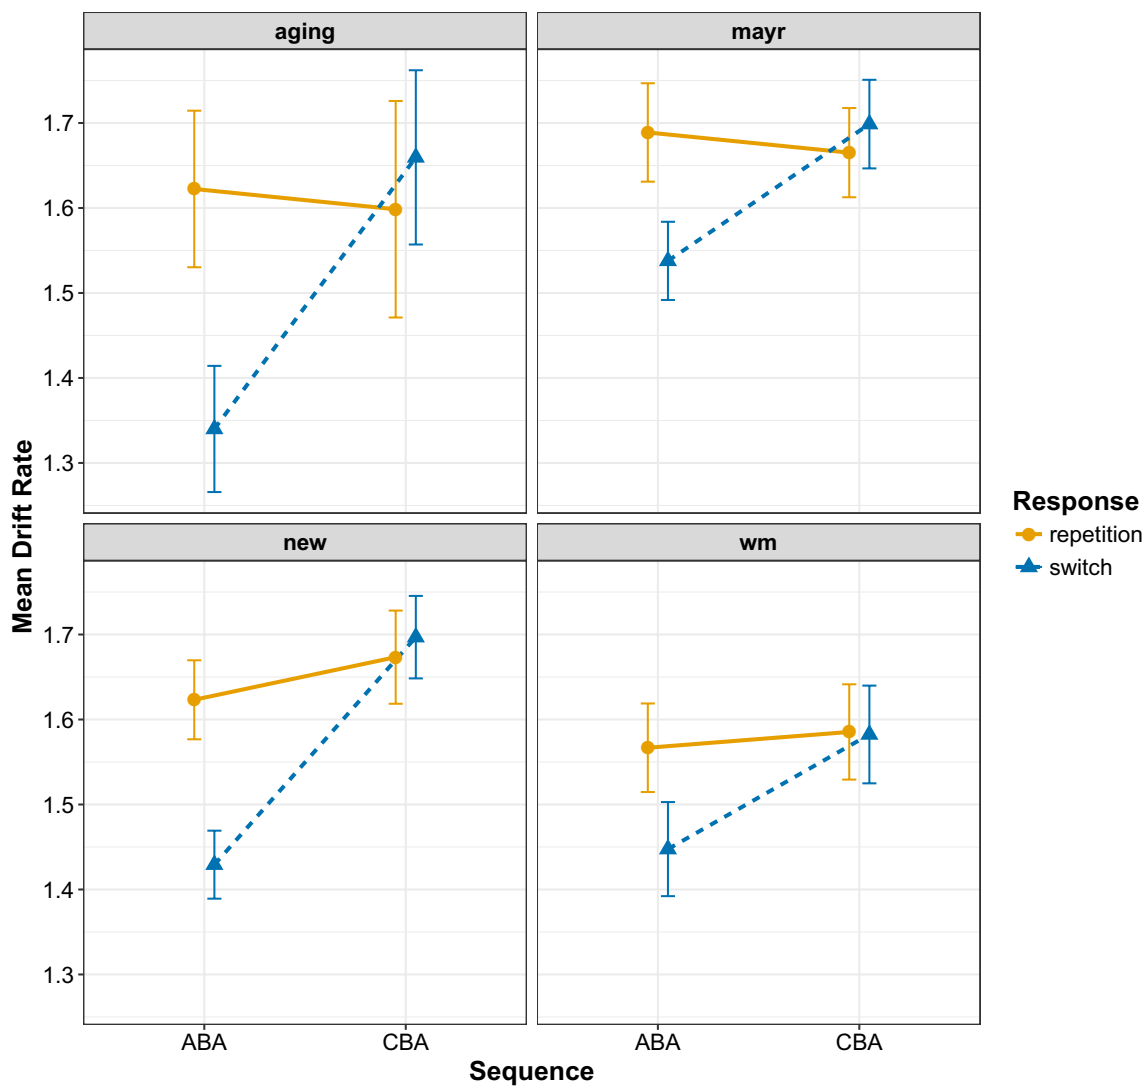 aging
mayr
1.7
1.6
1.5
1.4
1.3
new
wm
1.7
1.6
1.5
1.4
1.3
Mean Drift Rate
ABA
CBA
ABA
CBA
Sequence
Response
repetition
switch